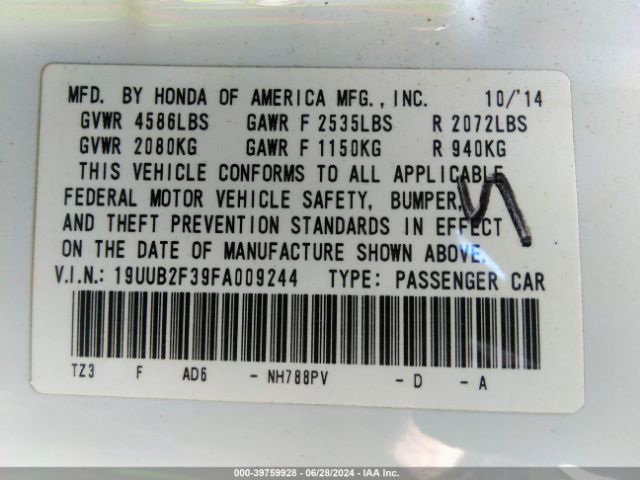 MFD. BY HONDA OF AMERICA MFG., INC. 10/'14
GVWR 4586LBS GAWR F 2535LBS R 2072LBS
GVWR 2080KG GAWR F 1150KG R 940KG
THIS VEHICLE CONFORMS TO ALL APPLICABLE
FEDERAL MOTOR VEHICLE SAFETY, BUMPER,
AND THEFT PREVENTION STANDARDS IN EFFECT
ON THE DATE OF MANUFACTURE SHOWN ABOVE.
V.I.N.: 19UUB2F39FA009244 TYPE: PASSENGER CAR
TZ3 F AD6 - NH788PV - D - A
000-39759928 - 06/28/2024 - IAA Inc.